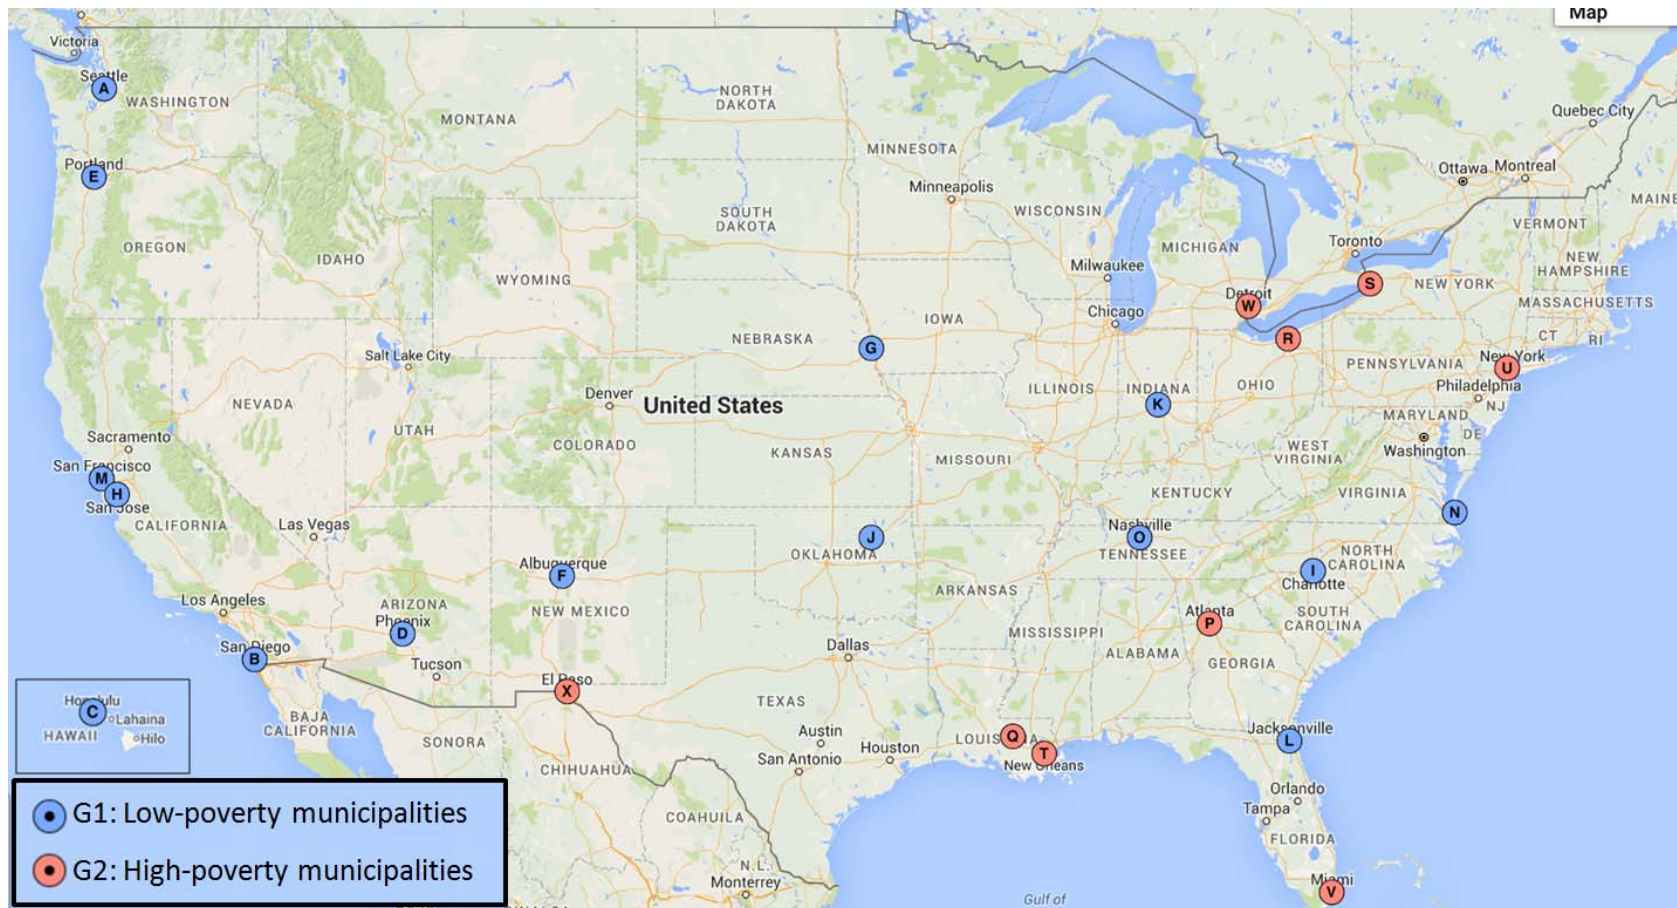 Map
Victoria
Seattle
A
WASHINGTON
NORTH
DAKOTA
MONTANA
Quebec City
MINNESOTA
Ottawa
Montreal
Portland
E
Minneapolis
MAINE
SOUTH
DAKOTA
WISCONSIN
VERMONT
OREGON
IDAHO
MICHIGAN
Toronto
NEW
HAMPSHIRE
Milwaukee
WYOMING
S
NEW YORK
Detroit
W
MASSACHUSETTS
Chicago
IOWA
NEBRASKA
G
R
CT
RI
Salt Lake City
PENNSYLVANIA
New York
U
Denver
ILLINOIS
INDIANA
OHIO
Philadelphia
NJ
NEVADA
United States
K
MARYLAND
UTAH
DE
Sacramento
COLORADO
KANSAS
MISSOURI
WEST
VIRGINIA
Washington
San Francisco
M
H
San Jose
KENTUCKY
VIRGINIA
CALIFORNIA
Las Vegas
N
Nashville
J
O
OKLAHOMA
TENNESSEE
NORTH
CAROLINA
Albuquerque
F
I
Charlotte
Los Angeles
ARIZONA
NEW MEXICO
ARKANSAS
Atlanta
P
SOUTH
CAROLINA
Phoenix
D
MISSISSIPPI
San Diego
B
Dallas
ALABAMA
GEORGIA
Tucson
El Paso
X
TEXAS
Honolulu
C
Lahaina
HAWAII
Hilo
BAJA
CALIFORNIA
SONORA
Austin
LOUISIANA
Q
T
New Orleans
Jacksonville
L
Houston
San Antonio
CHIHUAHUA
Orlando
Tampa
COAHUILA
FLORIDA
N.L.
Monterrey
Miami
V
Gulf of
G1: Low-poverty municipalities
G2: High-poverty municipalities